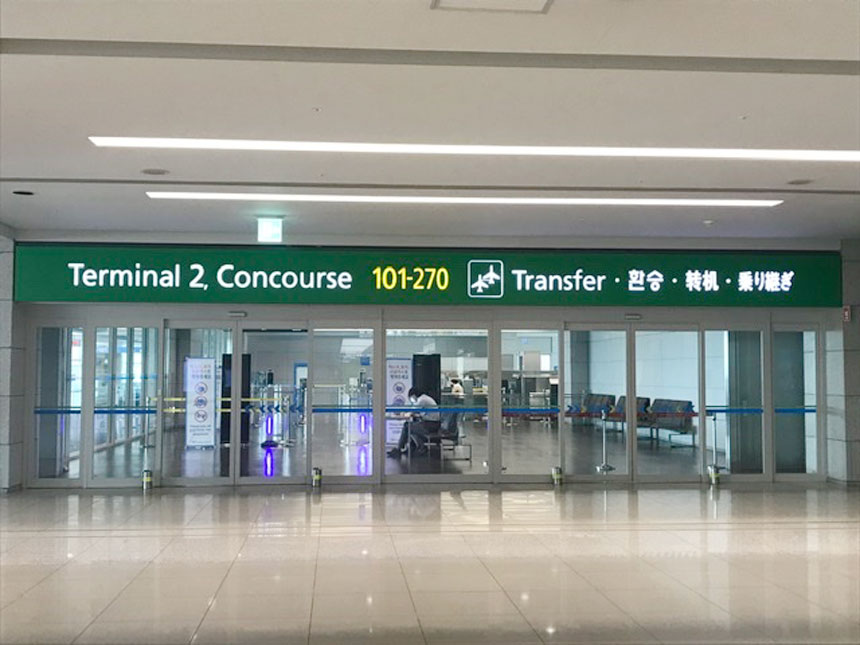 Terminal 2, Concourse 101-270 Transfer · 환승 · 转机 · 乗り継ぎ